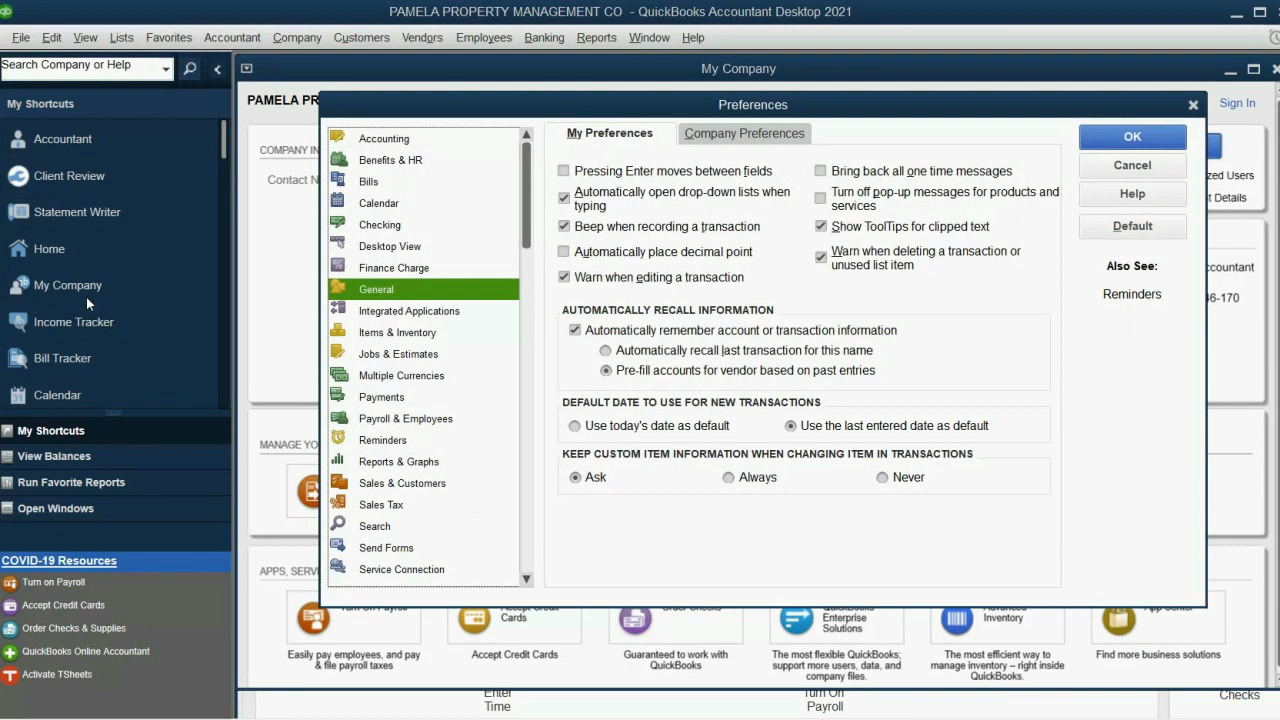 PAMELA PROPERTY MANAGEMENT CO - QuickBooks Accountant Desktop 2021
File Edit View Lists Favorites Accountant Company Customers Vendors Employees Banking Reports Window Help
Search Company or Help
My Shortcuts
Accountant
Client Review
Statement Writer
Home
My Company
Income Tracker
Bill Tracker
Calendar
My Shortcuts
View Balances
Run Favorite Reports
Open Windows
COVID-19 Resources
Turn on Payroll
Accept Credit Cards
Order Checks & Supplies
QuickBooks Online Accountant
Activate TSheets
My Company
PAMELA PR
Sign In
COMPANY IN
Contact N
zed Users
t Details
ccountant
-46-170
MANAGE YO
APPS, SERV
Preferences
Accounting
Benefits & HR
Bills
Calendar
Checking
Desktop View
Finance Charge
General
Integrated Applications
Items & Inventory
Jobs & Estimates
Multiple Currencies
Payments
Payroll & Employees
Reminders
Reports & Graphs
Sales & Customers
Sales Tax
Search
Send Forms
Service Connection
My Preferences
Company Preferences
Pressing Enter moves between fields
Automatically open drop-down lists when
typing
Beep when recording a transaction
Automatically place decimal point
Warn when editing a transaction
Bring back all one time messages
Turn off pop-up messages for products and
services
Show ToolTips for clipped text
Warn when deleting a transaction or
unused list item
AUTOMATICALLY RECALL INFORMATION
Automatically remember account or transaction information
Automatically recall last transaction for this name
Pre-fill accounts for vendor based on past entries
DEFAULT DATE TO USE FOR NEW TRANSACTIONS
Use today's date as default
Use the last entered date as default
KEEP CUSTOM ITEM INFORMATION WHEN CHANGING ITEM IN TRANSACTIONS
Ask
Always
Never
OK
Cancel
Help
Default
Also See:
Reminders
Turn On Payroll
Easily pay employees, and pay
& file payroll taxes
Accept Credit
Cards
Accept Credit Cards
Order Checks
Guaranteed to work with
QuickBooks
QuickBooks
Enterprise
Solutions
The most flexible QuickBooks;
support more users, data, and
company files.
Advanced
Inventory
The most efficient way to
manage inventory – right inside
QuickBooks.
App Center
Find more business solutions
Enter
Time
Turn On
Payroll
Checks